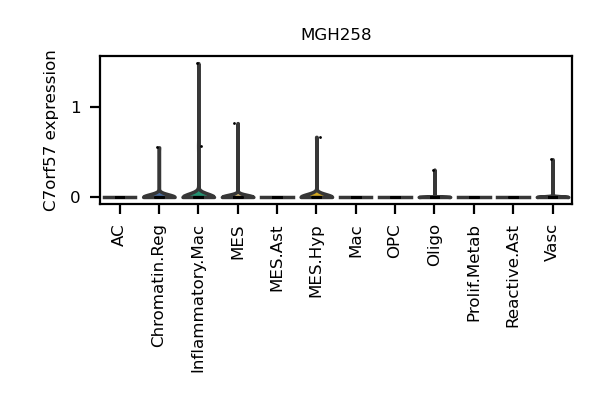 MGH258
C7orf57 expression
1
0
AC
Chromatin.Reg
Inflammatory.Mac
MES
MES.Ast
MES.Hyp
Mac
OPC
Oligo
Prolif.Metab
Reactive.Ast
Vasc